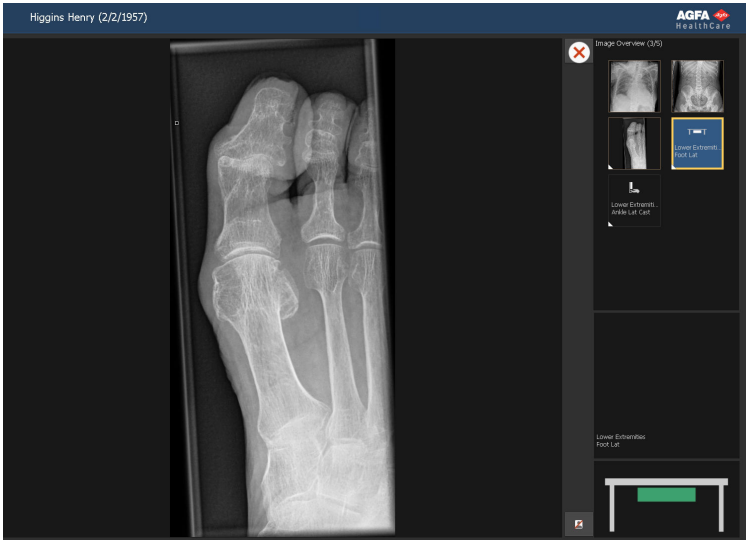 Higgins Henry (2/2/1957)
AGFA
HealthCare
Image Overview (3/5)
Lower Extremiti..
Foot Lat
Lower Extremiti..
Ankle Lat Cast
Lower Extremities
Foot Lat